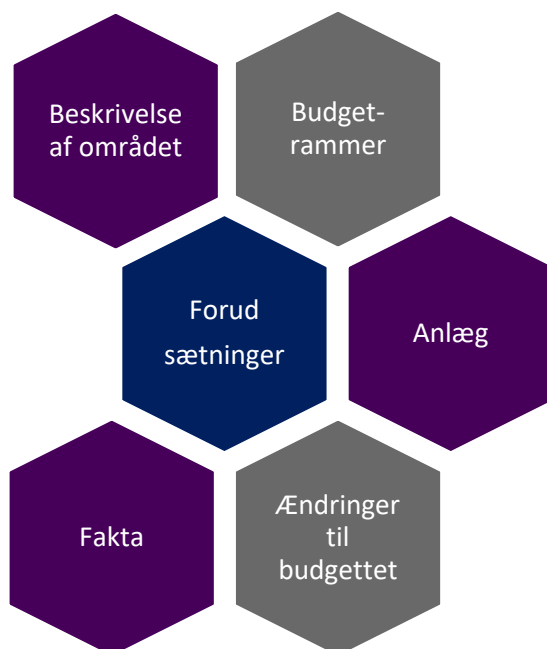 Beskrivelse
af området
Budget-
rammer
Forud
sætninger
Anlæg
Fakta
Ændringer
til
budgettet